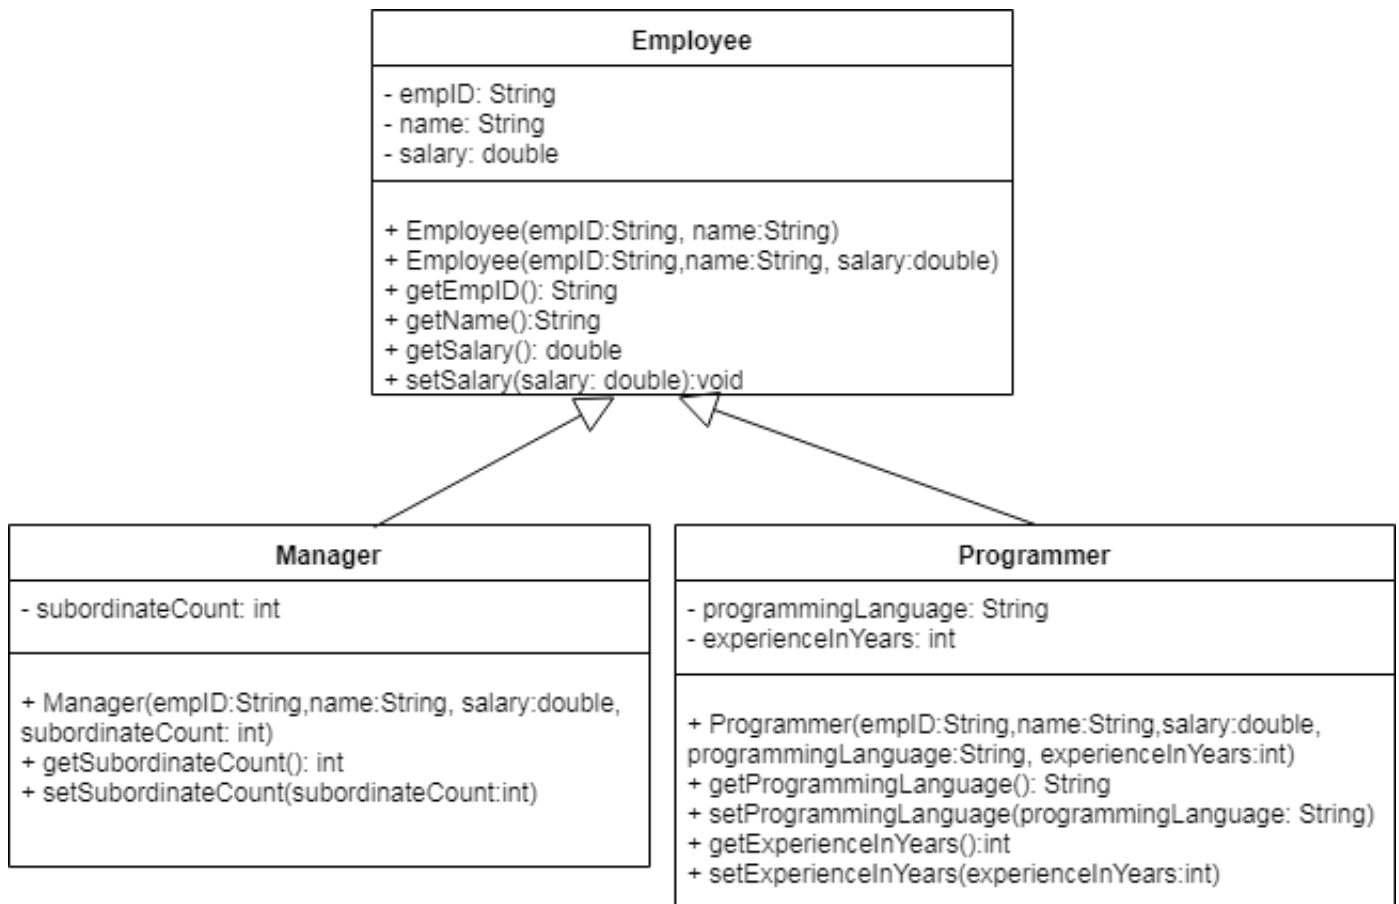 Employee
- empID: String
- name: String
- salary: double
+ Employee(empID:String, name:String)
+ Employee(empID:String,name:String, salary:double)
+ getEmpID(): String
+ getName():String
+ getSalary(): double
+ setSalary(salary: double):void
Manager
- subordinateCount: int
+ Manager(empID:String,name:String, salary:double,
subordinateCount: int)
+ getSubordinateCount(): int
+ setSubordinateCount(subordinateCount:int)
Programmer
- programmingLanguage: String
- experienceInYears: int
+ Programmer(empID:String,name:String,salary:double,
programmingLanguage:String, experienceInYears:int)
+ getProgrammingLanguage(): String
+ setProgrammingLanguage(programmingLanguage: String)
+ getExperienceInYears():int
+ setExperienceInYears(experienceInYears:int)